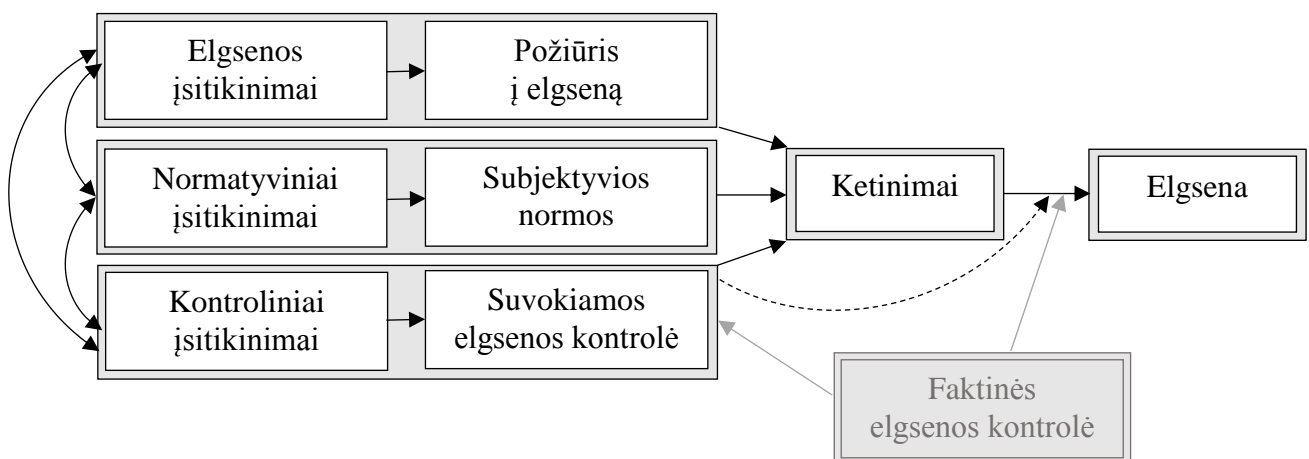 Elgsenos
įsitikinimai
Požiūris
į elgseną
Normatyviniai
įsitikinimai
Subjektyvios
normos
Kontroliniai
įsitikinimai
Suvokiamos
elgsenos kontrolė
Ketinimai
Elgsena
Faktinės
elgsenos kontrolė